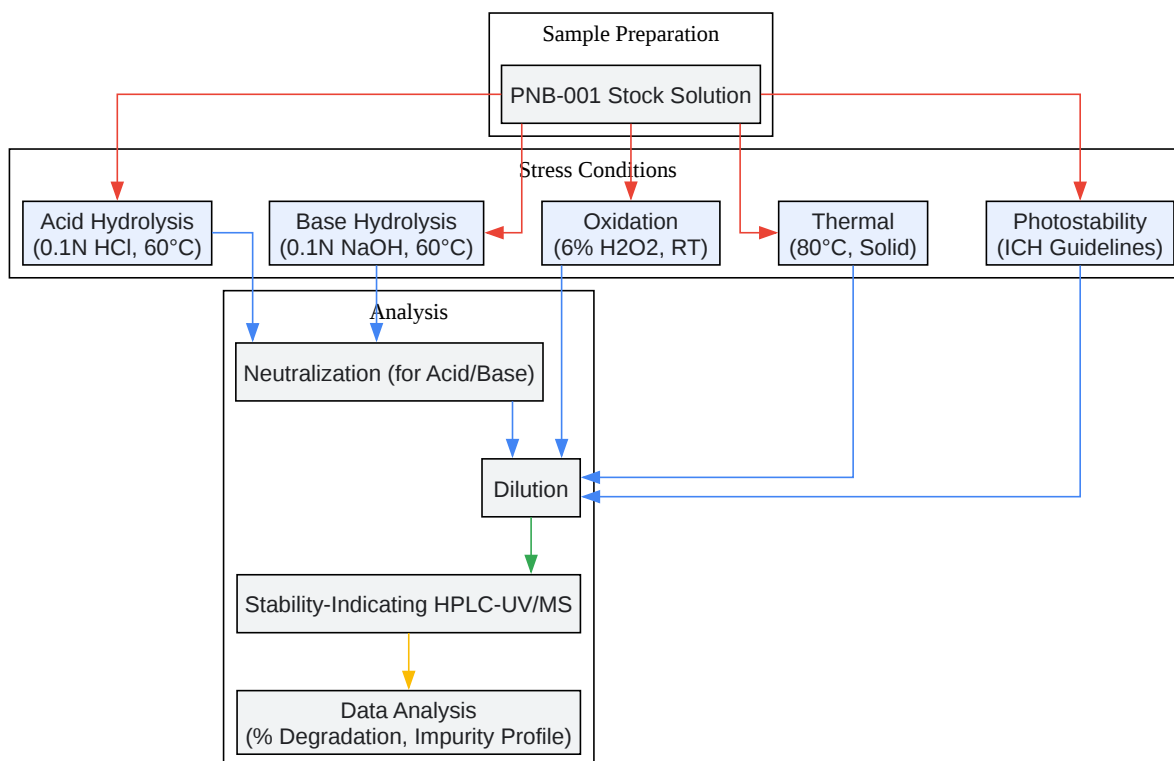 Sample Preparation
PNB-001 Stock Solution
Stress Conditions
Acid Hydrolysis
(0.1N HCl, 60°C)
Base Hydrolysis
(0.1N NaOH, 60°C)
Oxidation
(6% H2O2, RT)
Thermal
(80°C, Solid)
Photostability
(ICH Guidelines)
Analysis
Neutralization (for Acid/Base)
Dilution
Stability-Indicating HPLC-UV/MS
Data Analysis
(% Degradation, Impurity Profile)